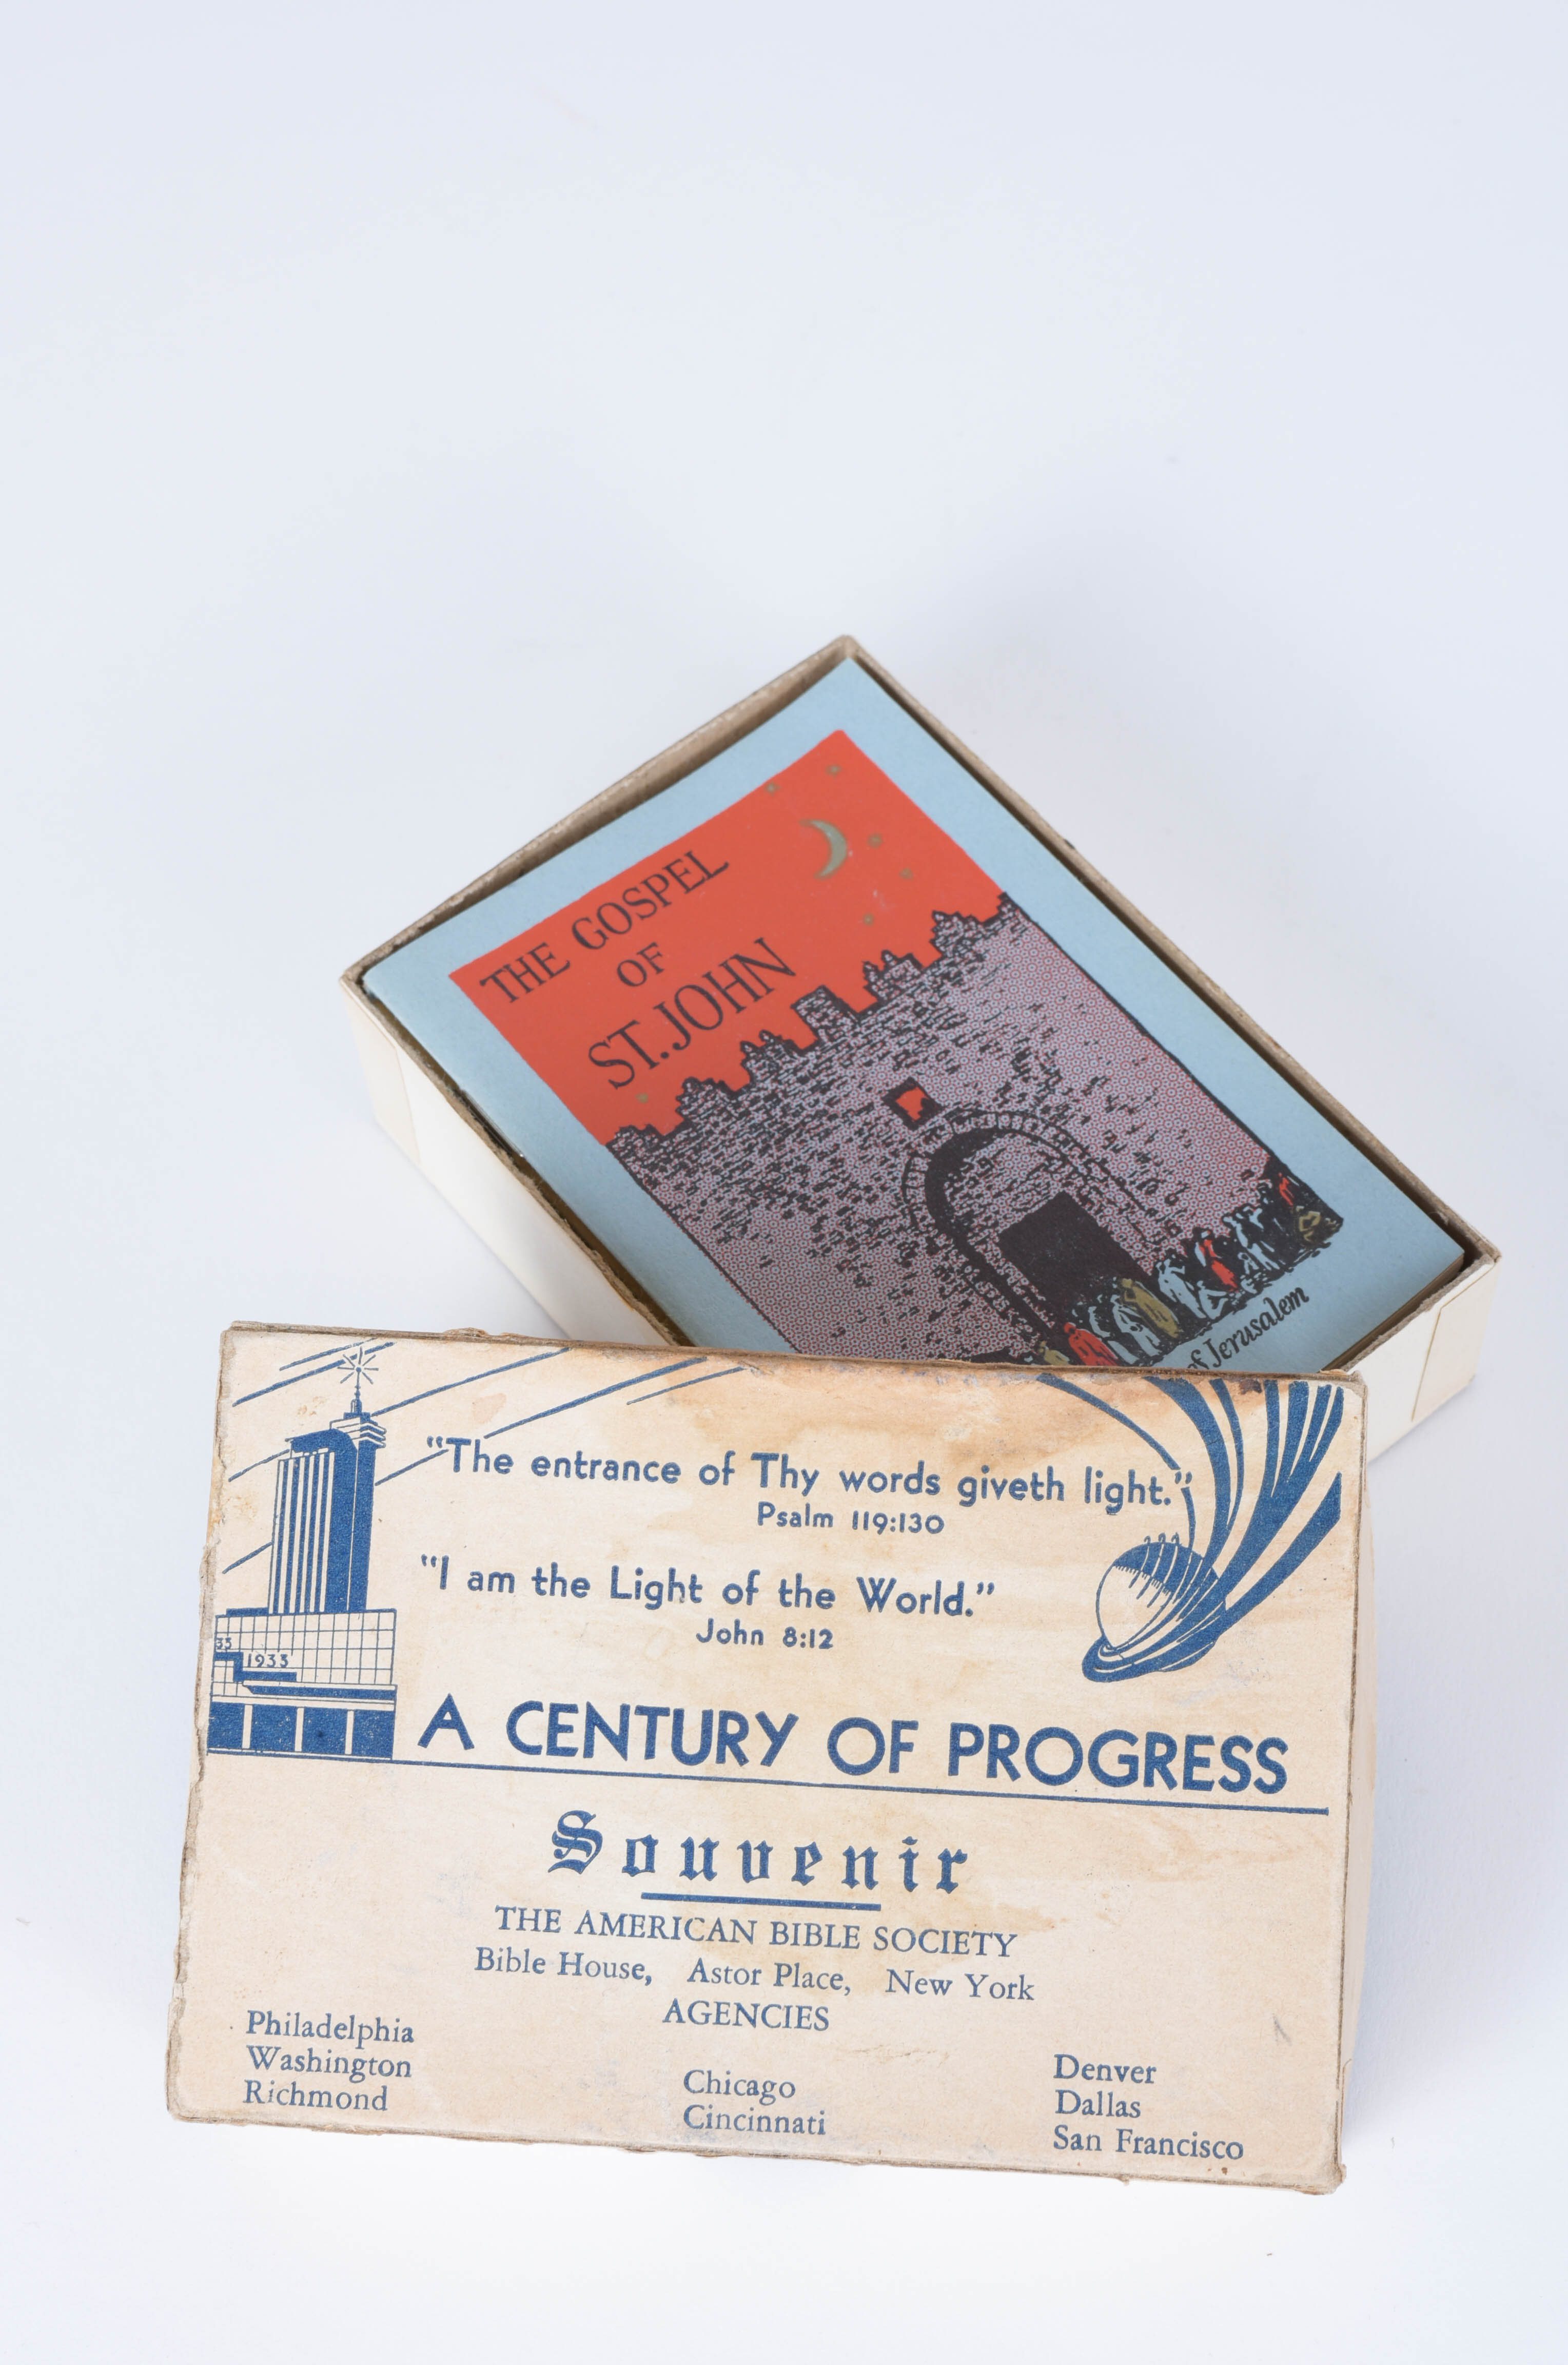 THE GOSPEL
OF
ST. JOHN
of Jerusalem
“The entrance of Thy words giveth light.”
Psalm 119:130
“I am the Light of the World.”
John 8:12
33
1933
A CENTURY OF PROGRESS
Souvenir
THE AMERICAN BIBLE SOCIETY
Bible House, Astor Place, New York
AGENCIES
Philadelphia
Washington
Richmond
Chicago
Cincinnati
Denver
Dallas
San Francisco